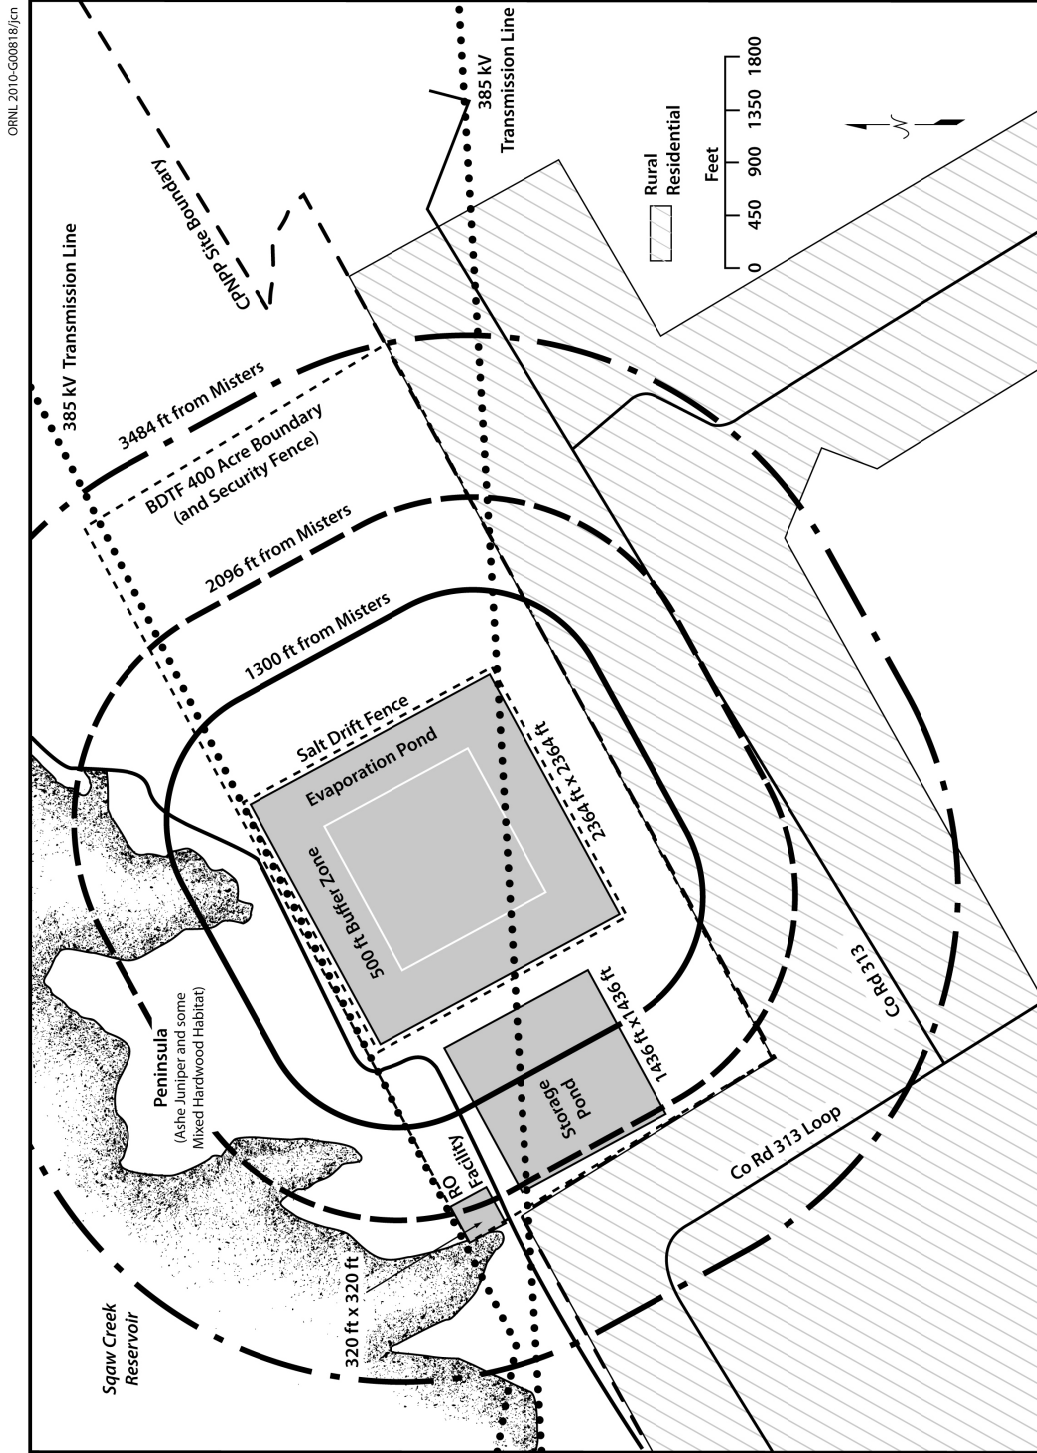 ORNL 2010-G00818/jcn
385 kV Transmission Line
CPNPP Site Boundary
385 kV
Transmission Line
3484 ft from Misters
BDTF 400 Acre Boundary
(and Security Fence)
2096 ft from Misters
1300 ft from Misters
Salt Drift Fence
Evaporation Pond
500 ft Buffer Zone
2364 ft x 2364 ft
Peninsula
(Ashe Juniper and some
Mixed Hardwood Habitat)
Storage
Pond
1436 ft x1436 ft
RO
Facility
320 ft x 320 ft
Sqaw Creek
Reservoir
Co Rd 313
Co Rd 313 Loop
Rural
Residential
Feet
0 450 900 1350 1800
N